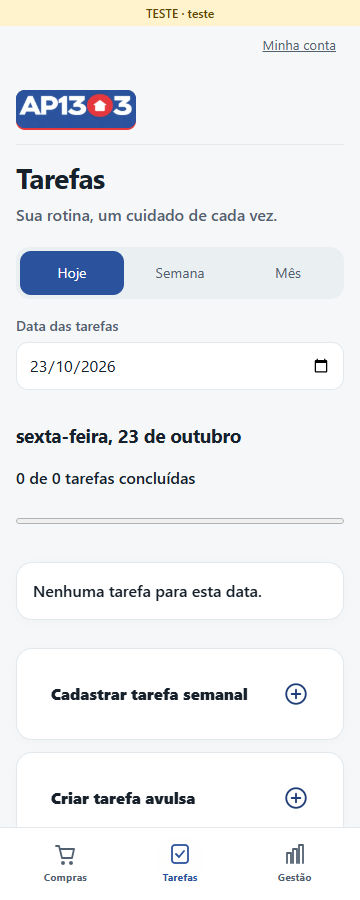 TESTE · teste
Minha conta
AP1303
Tarefas
Sua rotina, um cuidado de cada vez.
Hoje
Semana
Mês
Data das tarefas
23/10/2026
sexta-feira, 23 de outubro
0 de 0 tarefas concluídas
Nenhuma tarefa para esta data.
Cadastrar tarefa semanal
Criar tarefa avulsa
Compras
Tarefas
Gestão